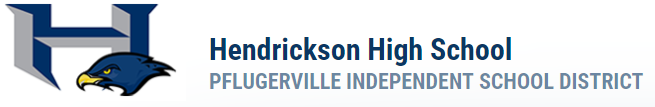 H
Hendrickson High School
PFLUGERVILLE INDEPENDENT SCHOOL DISTRICT